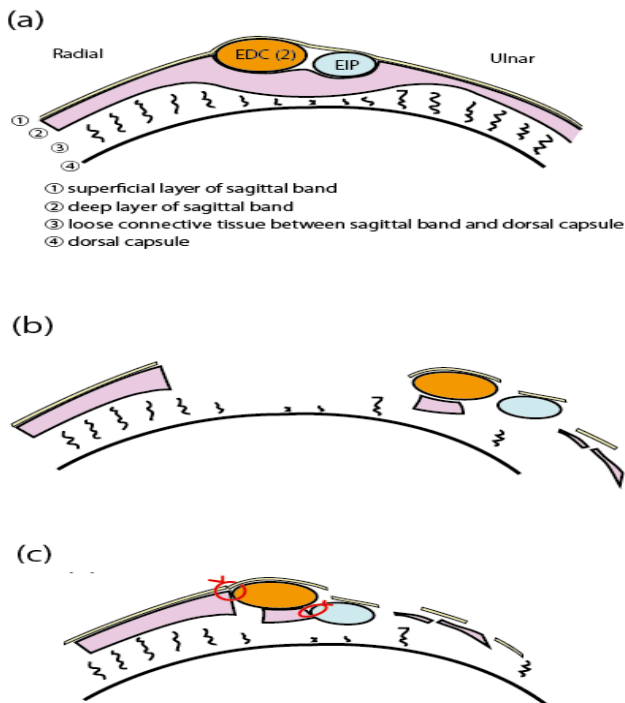 (a)
Radial
EDC (2)
EIP
Ulnar
①
②
③
④
① superficial layer of sagittal band
② deep layer of sagittal band
③ loose connective tissue between sagittal band and dorsal capsule
④ dorsal capsule
(b)
(c)